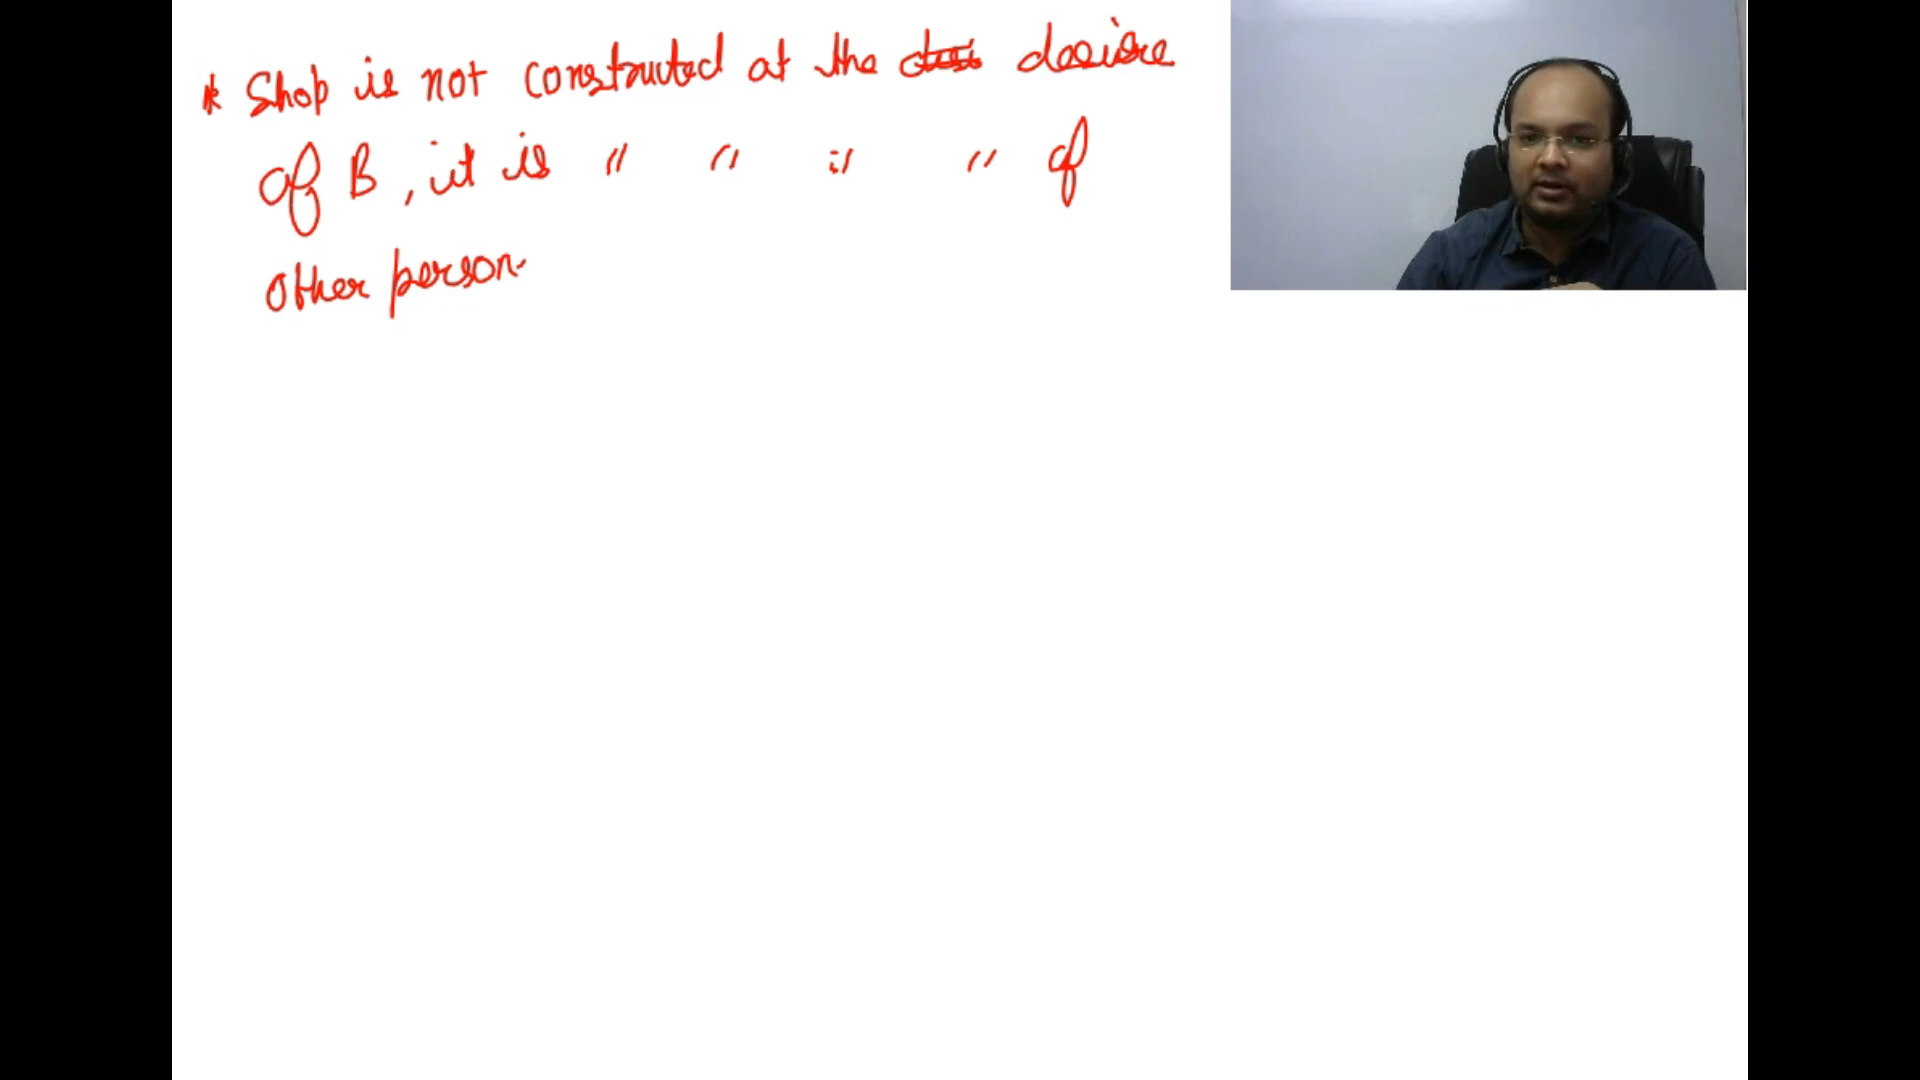 * Shop is not constructed at the desire
of B, it is " " " " of
other person.